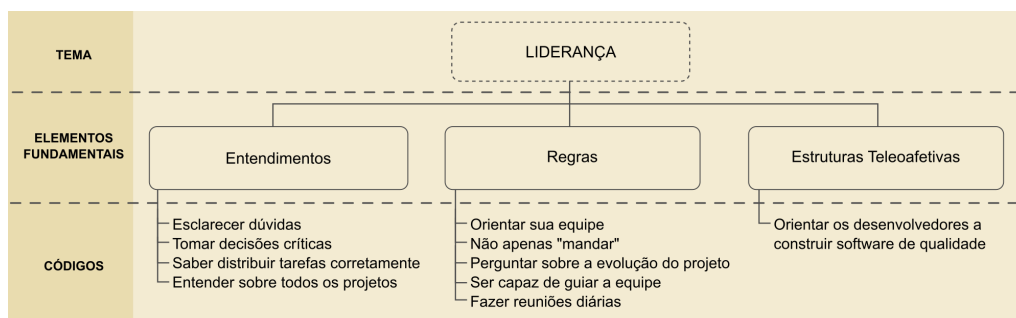 TEMA
LIDERANÇA
ELEMENTOS
FUNDAMENTAIS
Entendimentos
Regras
Estruturas Teleoafetivas
CÓDIGOS
Esclarecer dúvidas
Tomar decisões críticas
Saber distribuir tarefas corretamente
Entender sobre todos os projetos
Orientar sua equipe
Não apenas "mandar"
Perguntar sobre a evolução do projeto
Ser capaz de guiar a equipe
Fazer reuniões diárias
Orientar os desenvolvedores a
construir software de qualidade